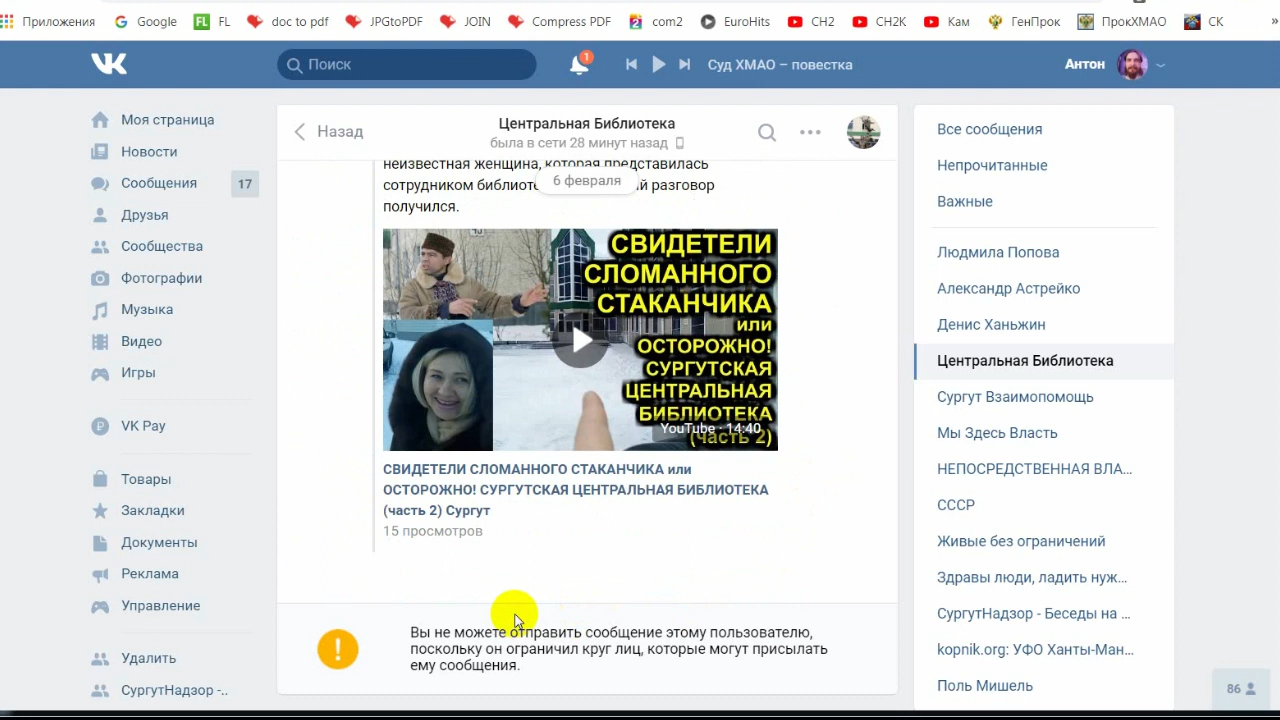 Приложения Google FL FL doc to pdf JPGtoPDF JOIN Compress PDF com2 EuroHits СН2 СН2K Кам ГенПрок ПрокХМАО СК »
Поиск 1 Суд ХМАО – повестка Антон
Моя страница
Новости
Сообщения 17
Друзья
Сообщества
Фотографии
Музыка
Видео
Игры
VK Pay
Товары
Закладки
Документы
Реклама
Управление
Удалить
СургутНадзор -..
Назад
Центральная Библиотека
была в сети 28 минут назад
неизвестная женщина, которая представилась
6 февраля
сотрудником разговор
получился.
СВИДЕТЕЛИ
СЛОМАННОГО
СТАКАНЧИКА
или
ОСТОРОЖНО!
СУРГУТСКАЯ
ЦЕНТРАЛЬНАЯ
БИБЛИОТЕКА
YouTube · 14:40
(часть 2)
СВИДЕТЕЛИ СЛОМАННОГО СТАКАНЧИКА или
ОСТОРОЖНО! СУРГУТСКАЯ ЦЕНТРАЛЬНАЯ БИБЛИОТЕКА
(часть 2) Сургут
15 просмотров
Вы не можете отправить сообщение этому пользователю,
поскольку он ограничил круг лиц, которые могут присылать
ему сообщения.
Все сообщения
Непрочитанные
Важные
Людмила Попова
Александр Астрейко
Денис Ханьжин
Центральная Библиотека
Сургут Взаимопомощь
Мы Здесь Власть
НЕПОСРЕДСТВЕННАЯ ВЛА...
СССР
Живые без ограничений
Здравы люди, ладить нуж...
СургутНадзор - Беседы на ...
kopnik.org: УФО Ханты-Ман...
Поль Мишель
86